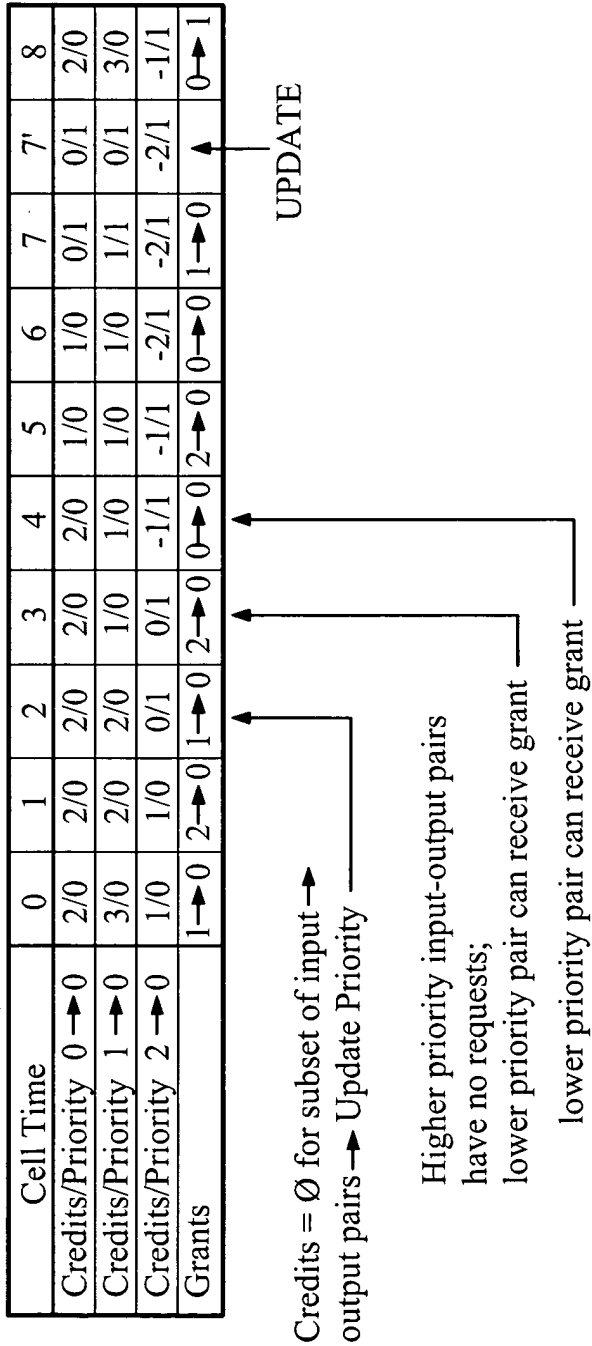 Cell Time 0 1 2 3 4 5 6 7 7' 8
Credits/Priority 0→0 2/0 2/0 2/0 2/0 2/0 1/0 1/0 0/1 0/1 2/0
Credits/Priority 1→0 3/0 2/0 2/0 1/0 1/0 1/0 1/0 1/1 0/1 3/0
Credits/Priority 2→0 1/0 1/0 0/1 0/1 -1/1 -1/1 -2/1 -2/1 -2/1 -1/1
Grants 1→0 2→0 1→0 2→0 0→0 2→0 0→0 1→0 0→1
UPDATE
Credits = Ø for subset of input→
output pairs→ Update Priority
Higher priority input-output pairs
have no requests;
lower priority pair can receive grant
lower priority pair can receive grant